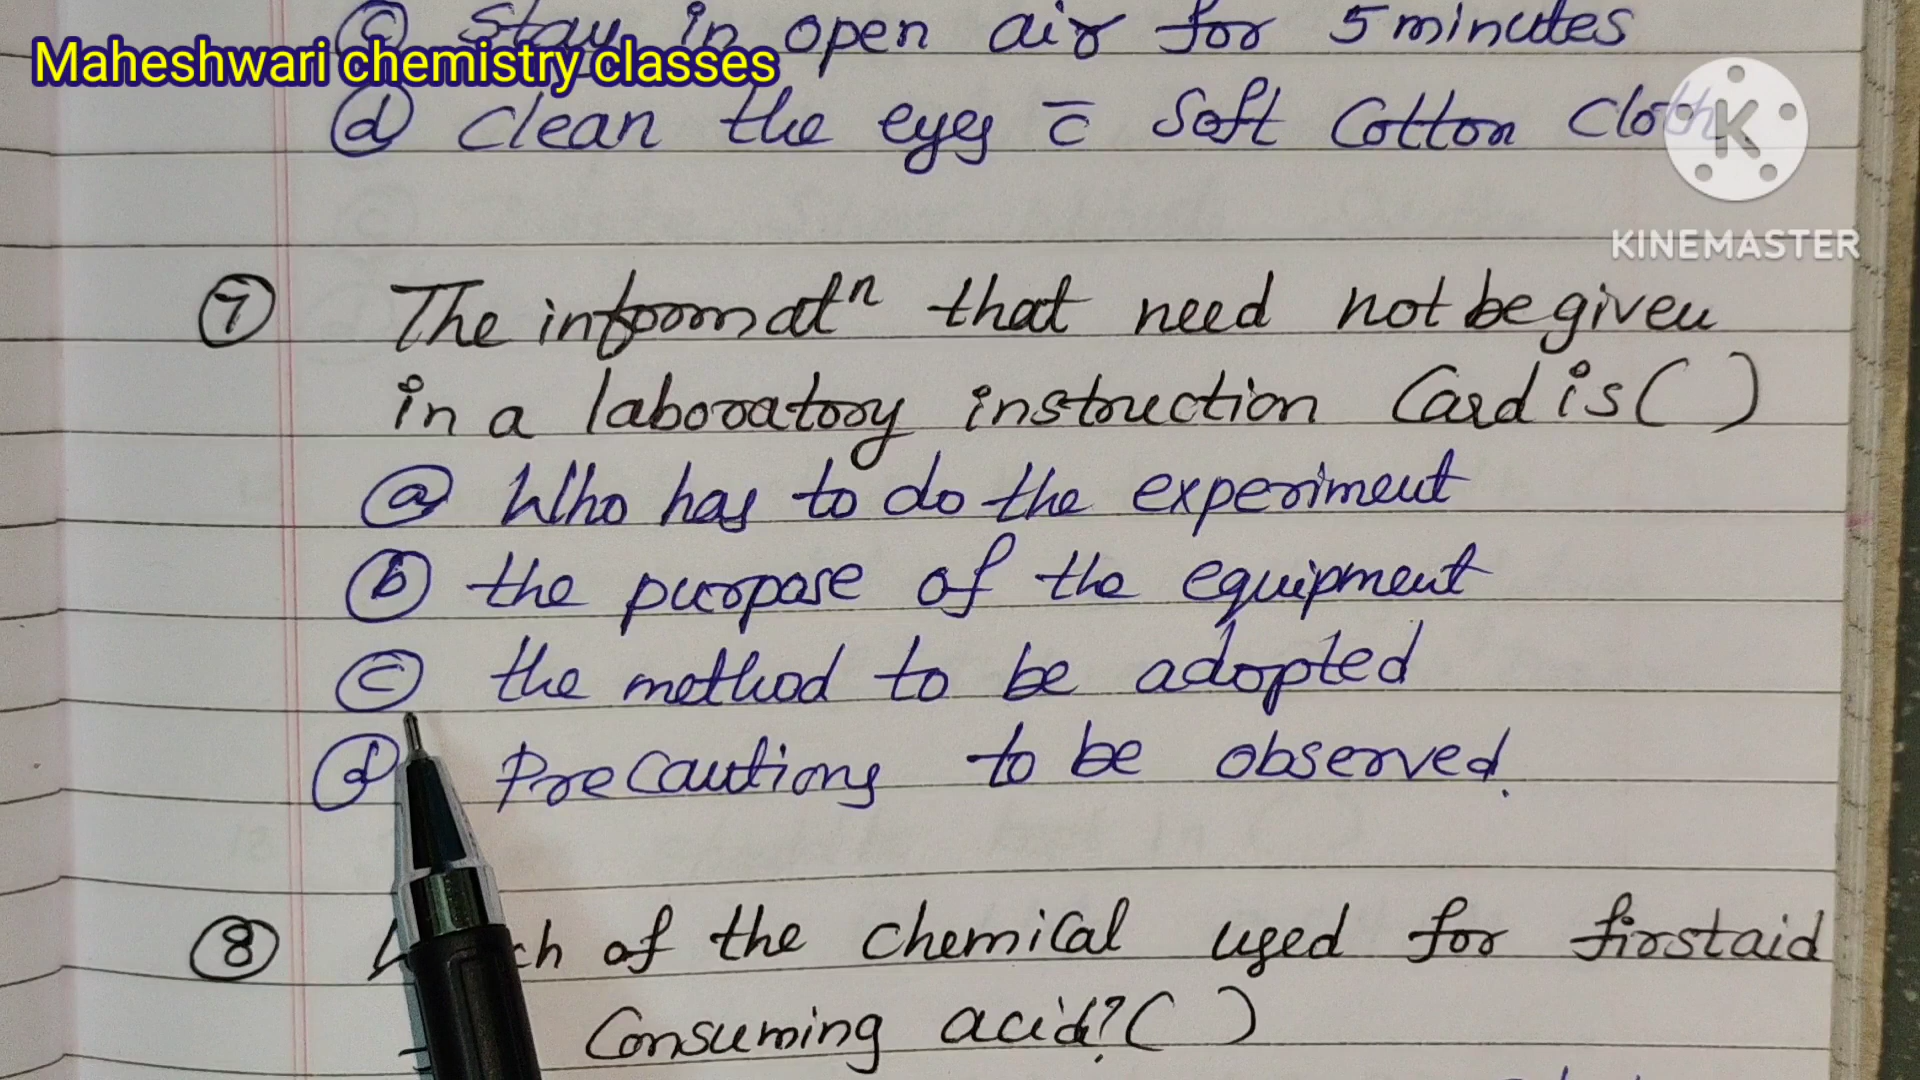 ⓒ Stay in open air for 5 minutes
Maheshwari chemistry classes
ⓓ Clean the eyes c̄ Soft Cotton Cloth
K
KINEMASTER
⑦ The informatⁿ that need not be given
in a laboratory instruction Card is ( )
ⓐ Who has to do the experiment
ⓑ the purpose of the equipment
ⓒ the method to be adopted
ⓓ Precautions to be observed.
⑧ of the chemical used for firstaid
Consuming acid? ( )